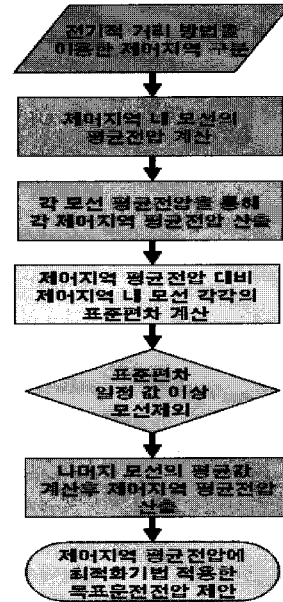 전기적 거리 방법을
이용한 제어지역 구분
제어지역 내 모선의
평균전압 계산
각 모선 평균전압을 통해
각 제어지역 평균전압 산출
제어지역 평균전압 대비
제어지역 내 모선 각각의
표준편차 계산
표준편차
일정 값 이상
모선제외
나머지 모선의 평균값
계산후 제어지역 평균전압
산출
제어지역 평균전압에
최적화기법 적용한
목표운전전압 제안